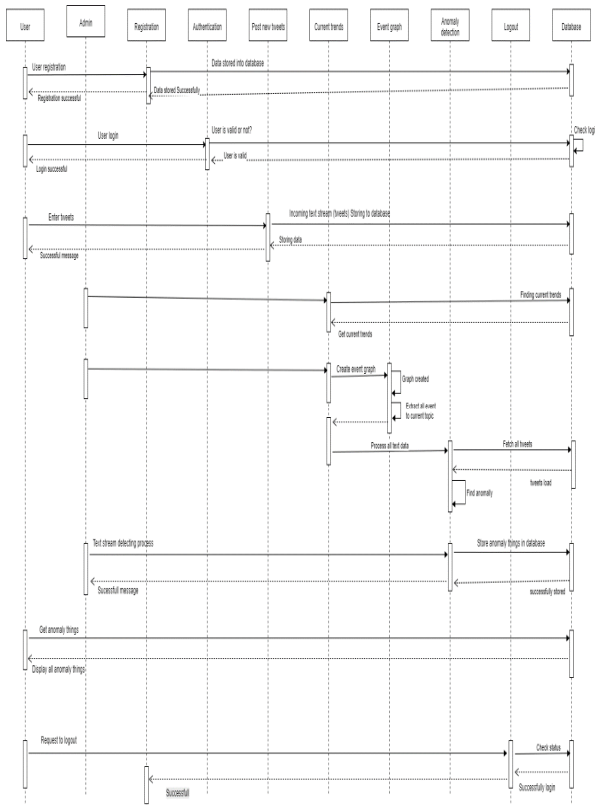 User
Admin
Registration
Authentication
Post new tweets
Current trends
Event graph
Anomaly
detection
Logout
Database
User registration
Data stored into database
Registration successful
Data stored Successfully
User login
User is valid or not?
Check logi
Login successful
User is valid
Enter tweets
Incoming text stream (tweets) Storing to database
Successful message
Storing data
Finding current trends
Get current trends
Create event graph
Graph created
Extract all event
to current topic
Process all text data
Fetch all tweets
tweets load
Find anomally
Text stream detecting process
Store anomaly things in database
Sucessfull message
successfully stored
Get anomaly things
Display all anomaly things
Request to logout
Check status
Successfully login
Successfull